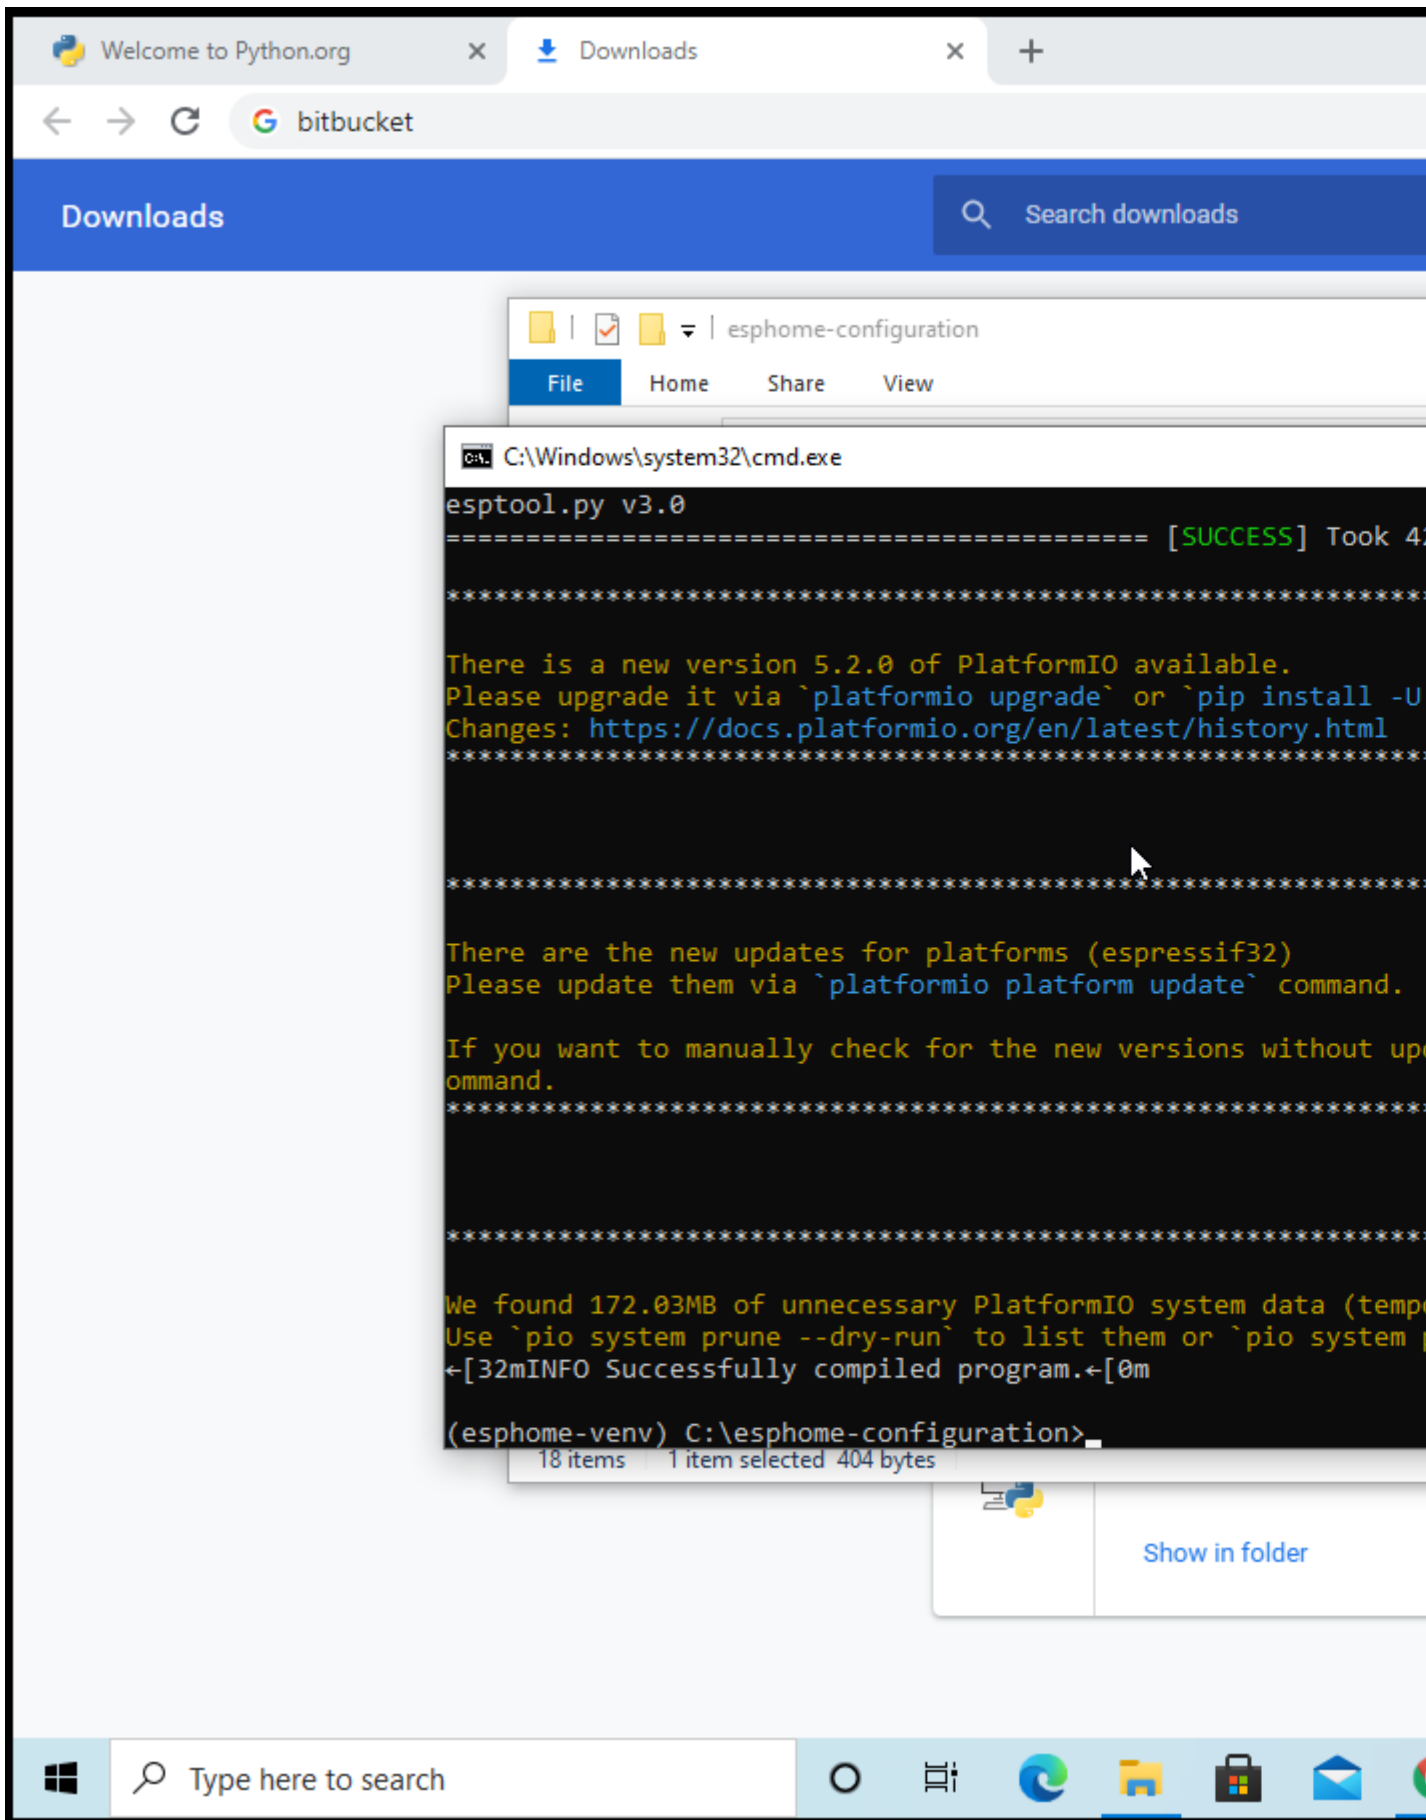 Welcome to Python.org
Downloads
bitbucket
Downloads
Search downloads
esphome-configuration
File Home Share View
C:\Windows\system32\cmd.exe
esptool.py v3.0
============================================ [SUCCESS] Took 42
*************************************************************
There is a new version 5.2.0 of PlatformIO available.
Please upgrade it via `platformio upgrade` or `pip install -U
Changes: https://docs.platformio.org/en/latest/history.html
*************************************************************
*************************************************************
There are the new updates for platforms (espressif32)
Please update them via `platformio platform update` command.
If you want to manually check for the new versions without upd
ommand.
*************************************************************
*************************************************************
We found 172.03MB of unnecessary PlatformIO system data (tempo
Use `pio system prune --dry-run` to list them or `pio system p
←[32mINFO Successfully compiled program.←[0m
(esphome-venv) C:\esphome-configuration>
18 items 1 item selected 404 bytes
Show in folder
Type here to search